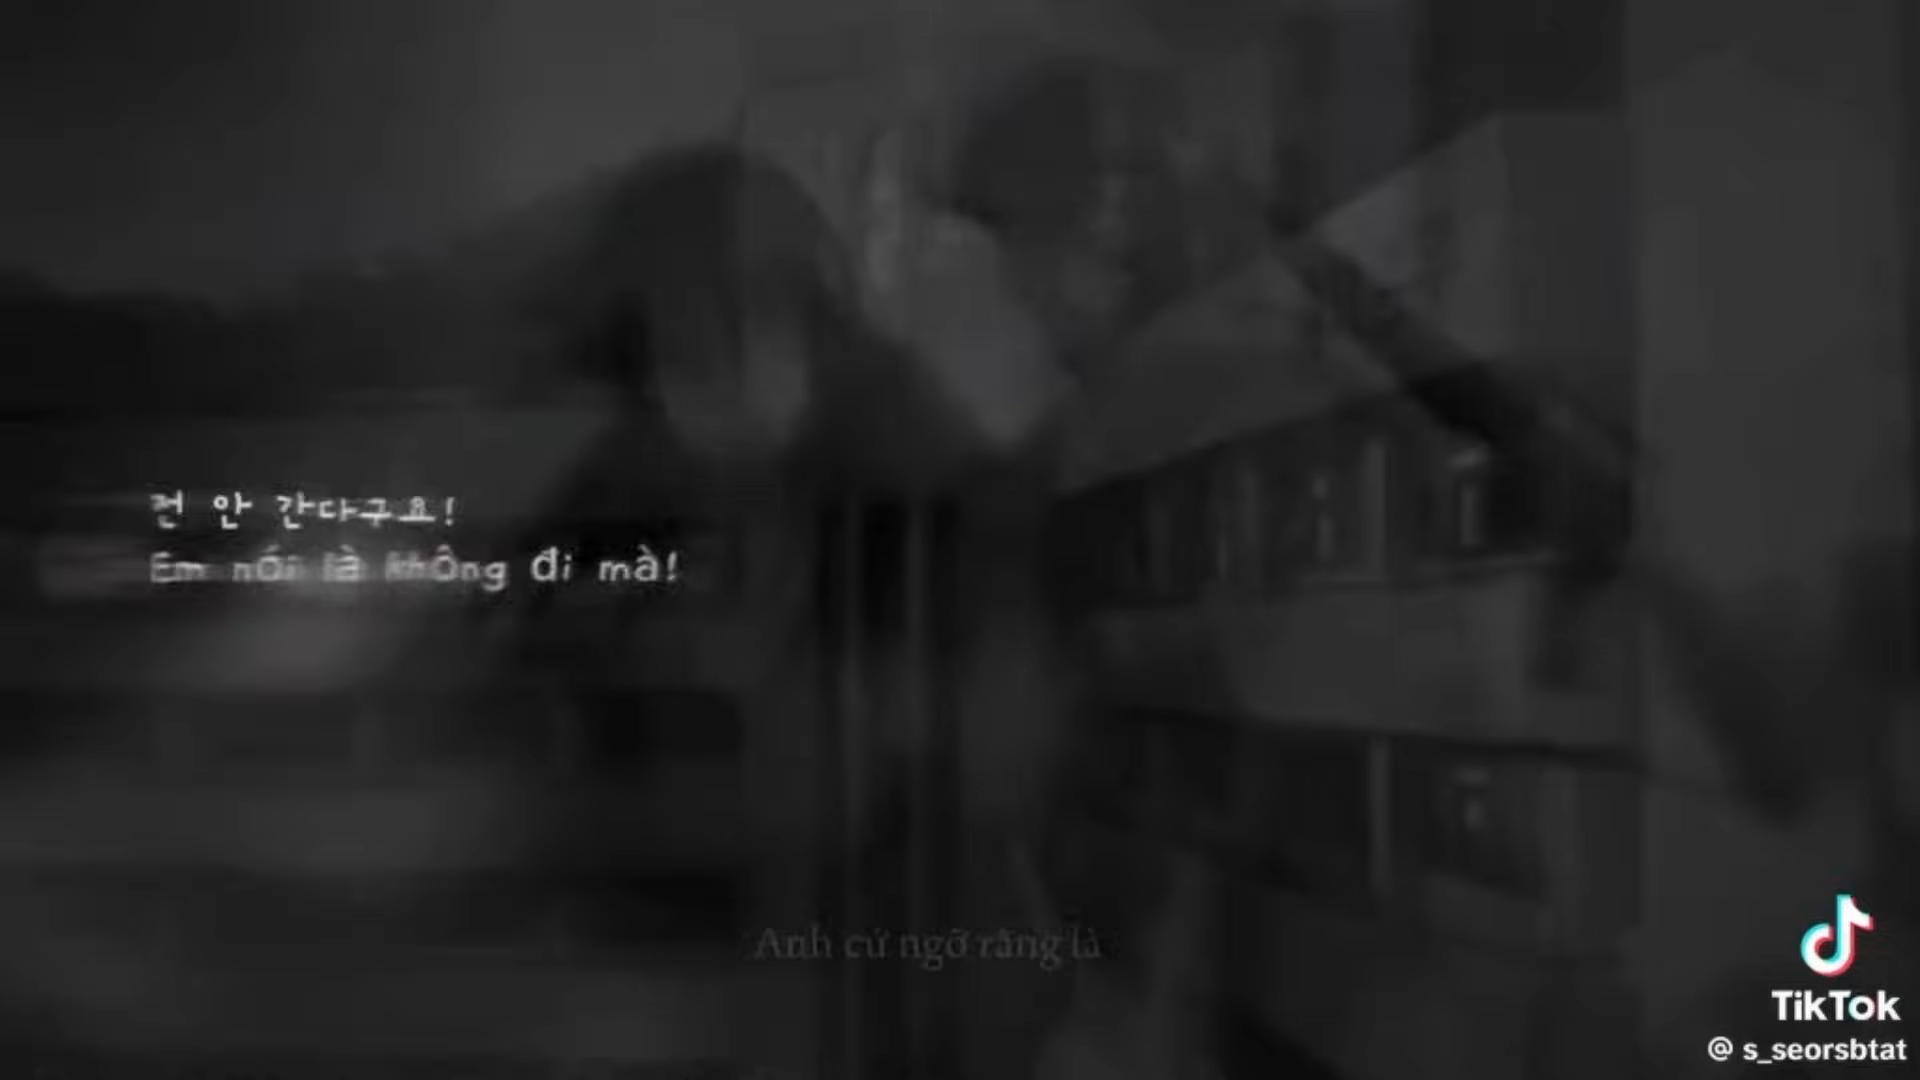 전 안 간다구요!
Em nói là không đi mà!
Anh cứ ngỡ rằng là
TikTok
@ s_seorsbtat